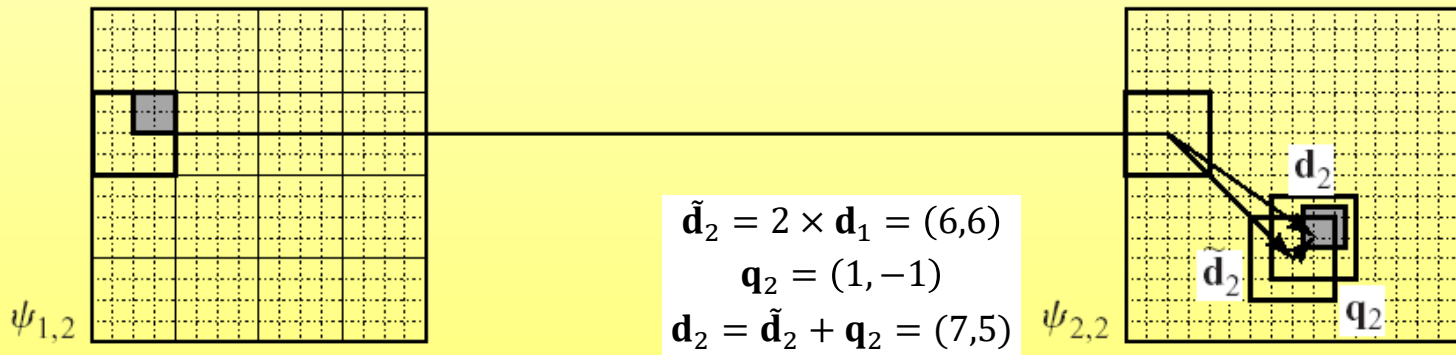 𝐝₂
𝐝̃₂ = 2 × 𝐝₁ = (6,6)
𝐪₂ = (1, −1)
𝐝₂ = 𝐝̃₂ + 𝐪₂ = (7,5)
𝐝̃₂
𝐪₂
ψ₁,₂
ψ₂,₂